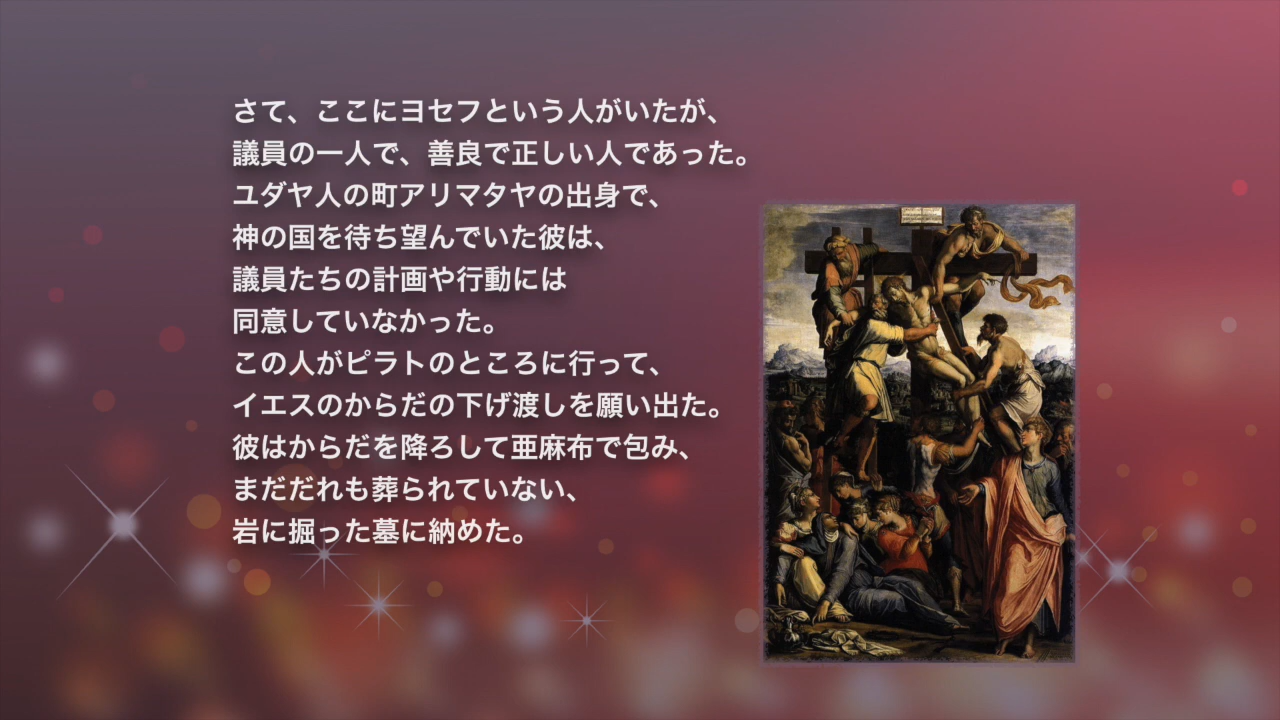 さて、ここにヨセフという人がいたが、
議員の一人で、善良で正しい人であった。
ユダヤ人の町アリマタヤの出身で、
神の国を待ち望んでいた彼は、
議員たちの計画や行動には
同意していなかった。
この人がピラトのところに行って、
イエスのからだの下げ渡しを願い出た。
彼はからだを降ろして亜麻布で包み、
まだだれも葬られていない、
岩に掘った墓に納めた。